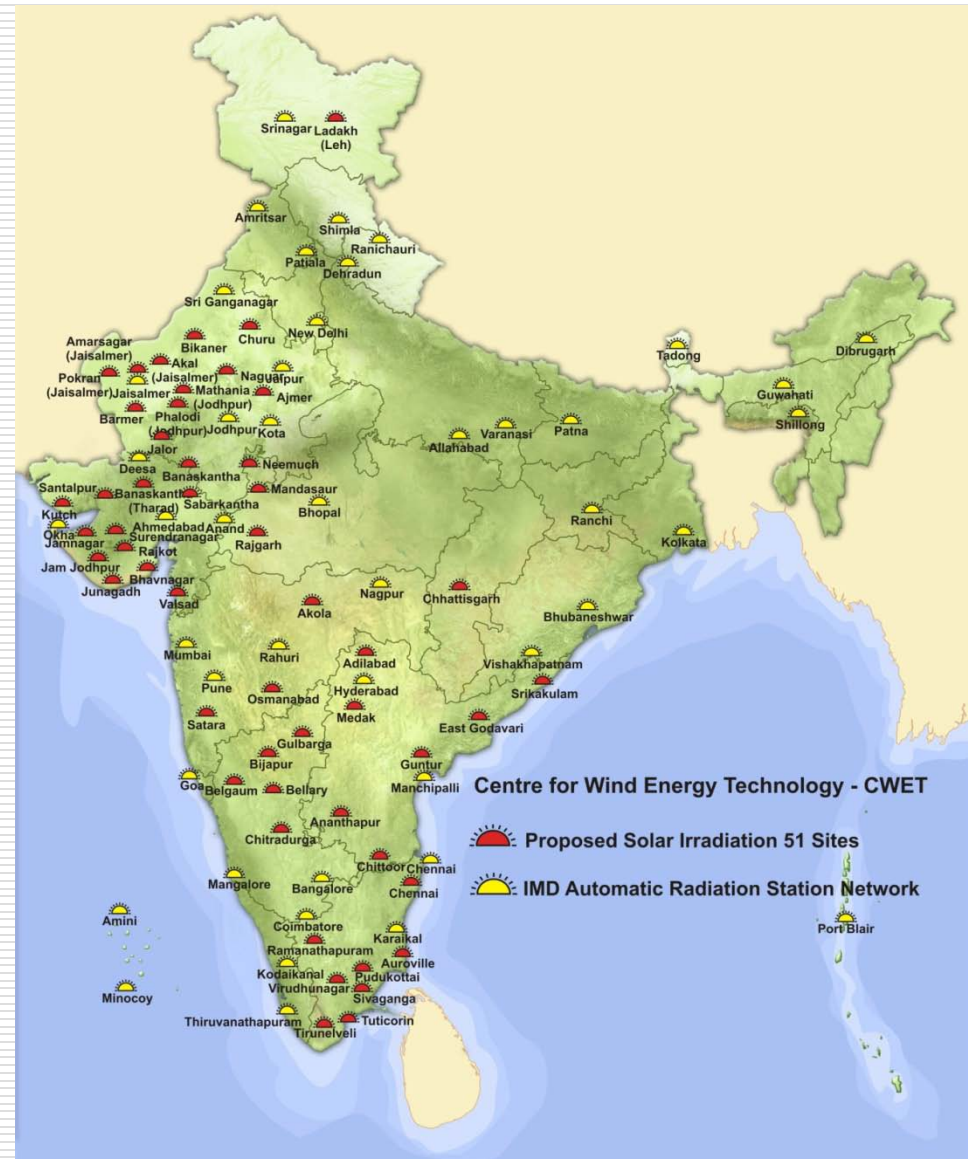 Srinagar
Ladakh
(Leh)
Amritsar
Shimla
Ranichauri
Patiala
Dehradun
Sri Ganganagar
New Delhi
Churu
Bikaner
Amarsagar
(Jaisalmer)
Akal
(Jaisalmer)
Pokran
(Jaisalmer)
Jaisalmer
Nagaur
Jaipur
Mathania
(Jodhpur)
Ajmer
Barmer
Phalodi
(Jodhpur)
Jodhpur
Kota
Jalor
Tadong
Dibrugarh
Guwahati
Shillong
Allahabad
Varanasi
Patna
Deesa
Banaskantha
Neemuch
Santalpur
Banaskantha
(Tharad)
Sabarkantha
Mandasaur
Bhopal
Kutch
Okha
Jamnagar
Ahmedabad
Anand
Surendranagar
Rajkot
Rajgarh
Ranchi
Kolkata
Jam Jodhpur
Bhavnagar
Junagadh
Valsad
Akola
Nagpur
Chhattisgarh
Bhubaneshwar
Mumbai
Rahuri
Adilabad
Vishakhapatnam
Pune
Osmanabad
Hyderabad
Srikakulam
Satara
Medak
East Godavari
Gulbarga
Bijapur
Guntur
Goa
Belgaum
Bellary
Manchipalli
Centre for Wind Energy Technology - CWET
Ananthapur
Chitradurga
Proposed Solar Irradiation 51 Sites
Chittoor
Chennai
Mangalore
Bangalore
Chennai
IMD Automatic Radiation Station Network
Amini
Coimbatore
Karaikal
Port Blair
Ramanathapuram
Auroville
Kodaikanal
Pudukottai
Virudhunagar
Sivaganga
Minocoy
Thiruvanathapuram
Tuticorin
Tirunelveli